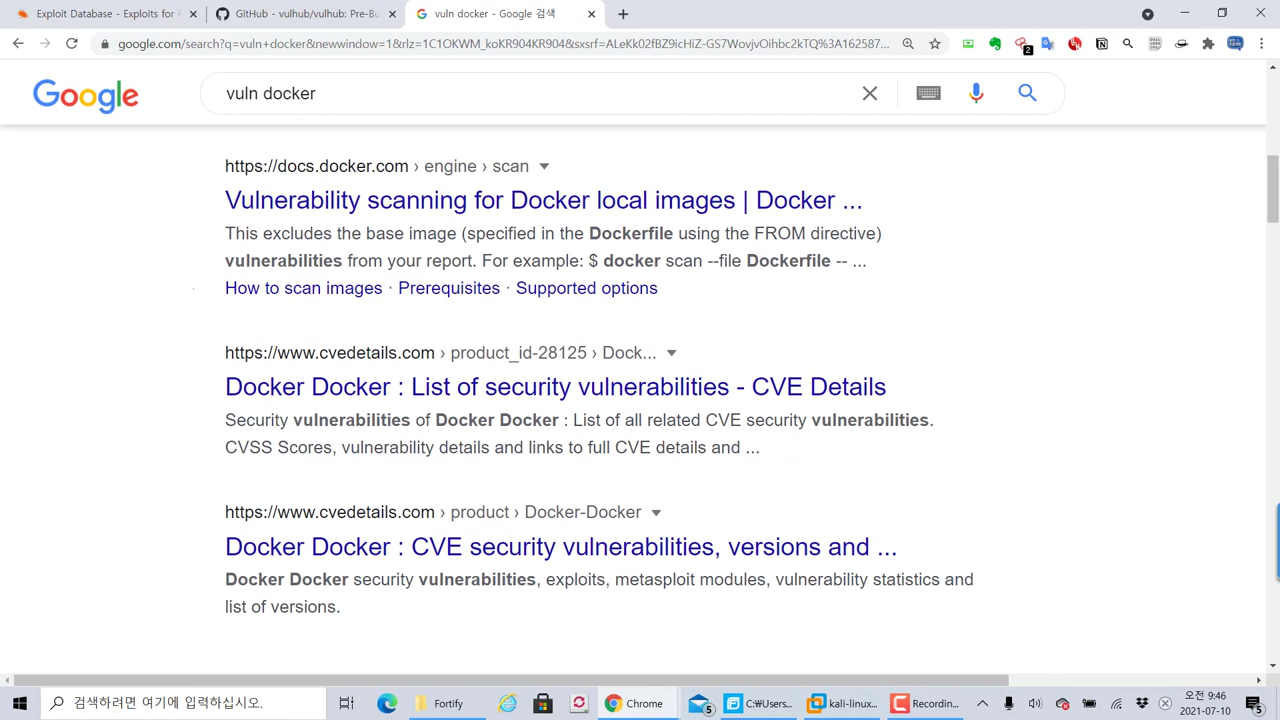 Exploit Database - Exploits for P
GitHub - vulhub/vulhub: Pre-Bu
vuln docker - Google 검색
google.com/search?q=vuln+docker&newwindow=1&rlz=1C1CHWM_koKR904KR904&sxsrf=ALeKk02fBZ9icHiZ-GS7WovjvOihbc2kTQ%3A162587...
2
Google
vuln docker
https://docs.docker.com › engine › scan
Vulnerability scanning for Docker local images | Docker ...
This excludes the base image (specified in the Dockerfile using the FROM directive)
vulnerabilities from your report. For example: $ docker scan --file Dockerfile -- ...
How to scan images · Prerequisites · Supported options
https://www.cvedetails.com › product_id-28125 › Dock...
Docker Docker : List of security vulnerabilities - CVE Details
Security vulnerabilities of Docker Docker : List of all related CVE security vulnerabilities.
CVSS Scores, vulnerability details and links to full CVE details and ...
https://www.cvedetails.com › product › Docker-Docker
Docker Docker : CVE security vulnerabilities, versions and ...
Docker Docker security vulnerabilities, exploits, metasploit modules, vulnerability statistics and
list of versions.
검색하려면 여기에 입력하십시오.
Fortify
Chrome
5
C:₩Users...
kali-linux...
Recordin...
오전 9:46
2021-07-10
5